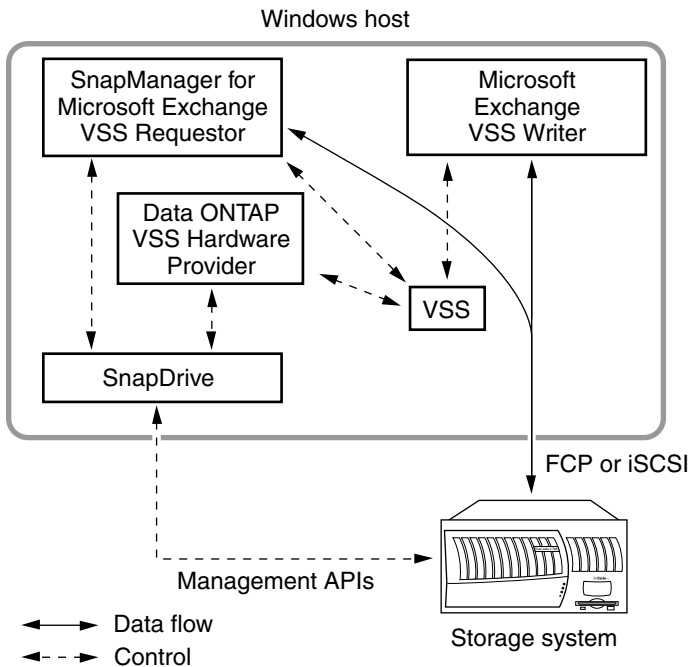 Windows host
SnapManager for
Microsoft Exchange
VSS Requestor
Microsoft
Exchange
VSS Writer
Data ONTAP
VSS Hardware
Provider
VSS
SnapDrive
FCP or iSCSI
Management APIs
Storage system
Data flow
Control